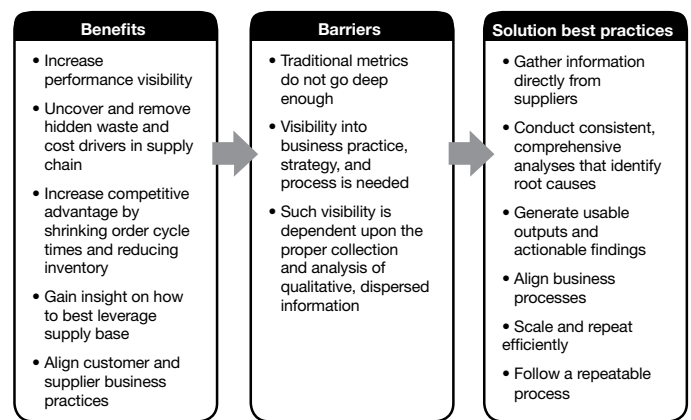 Benefits
• Increase
performance visibility
• Uncover and remove
hidden waste and
cost drivers in supply
chain
• Increase competitive
advantage by
shrinking order cycle
times and reducing
inventory
• Gain insight on how
to best leverage
supply base
• Align customer and
supplier business
practices
Barriers
• Traditional metrics
do not go deep
enough
• Visibility into
business practice,
strategy, and
process is needed
• Such visibility is
dependent upon the
proper collection
and analysis of
qualitative, dispersed
information
Solution best practices
• Gather information
directly from
suppliers
• Conduct consistent,
comprehensive
analyses that identify
root causes
• Generate usable
outputs and
actionable findings
• Align business
processes
• Scale and repeat
efficiently
• Follow a repeatable
process